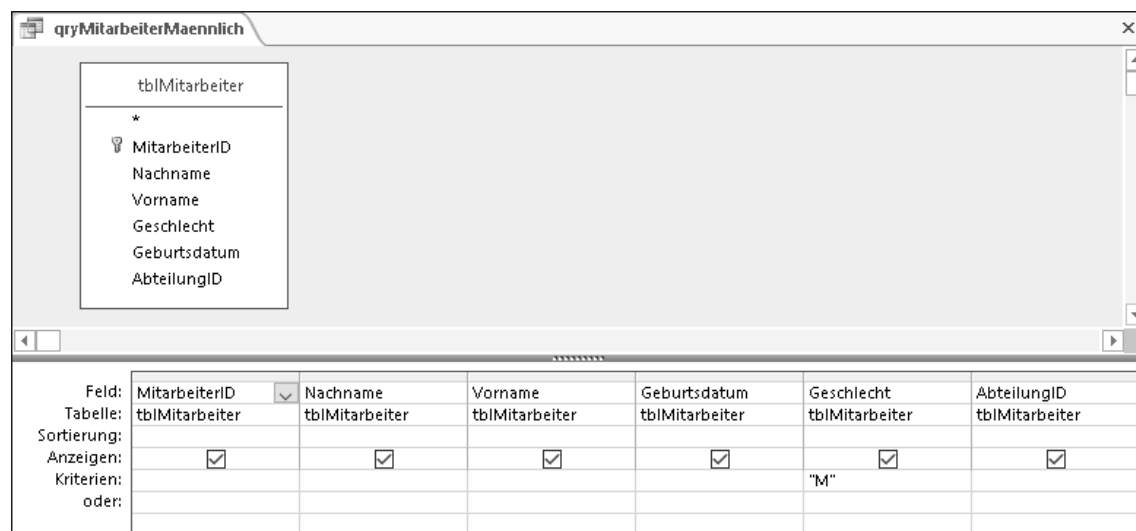 qryMitarbeiterMaennlich
tblMitarbeiter
*
MitarbeiterID
Nachname
Vorname
Geschlecht
Geburtsdatum
AbteilungID
Feld: MitarbeiterID Nachname Vorname Geburtsdatum Geschlecht AbteilungID
Tabelle: tblMitarbeiter tblMitarbeiter tblMitarbeiter tblMitarbeiter tblMitarbeiter tblMitarbeiter
Sortierung:
Anzeigen:
Kriterien: "M"
oder: